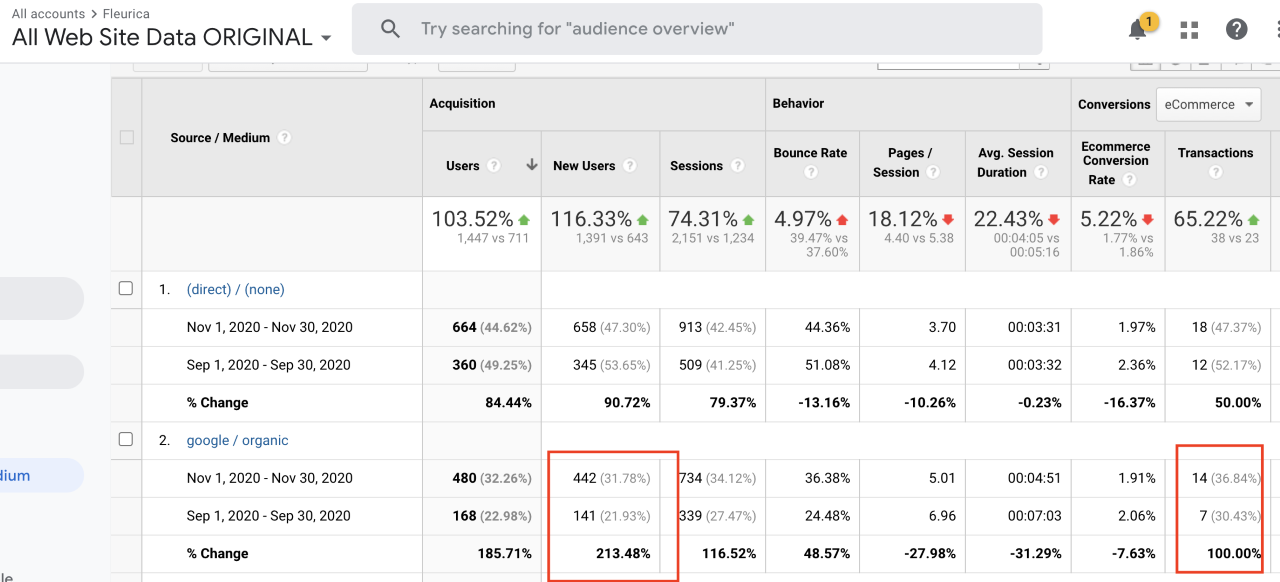 All accounts > Fleurica
All Web Site Data ORIGINAL
Try searching for "audience overview"
1
Source / Medium
Acquisition
Behavior
Conversions eCommerce
Users
New Users
Sessions
Bounce Rate
Pages /
Session
Avg. Session
Duration
Ecommerce
Conversion
Rate
Transactions
103.52% 116.33% 74.31% 4.97% 18.12% 22.43% 5.22% 65.22%
1,447 vs 711 1,391 vs 643 2,151 vs 1,234 39.47% vs 4.40 vs 5.38 00:04:05 vs 1.77% vs 38 vs 23
37.60% 00:05:16 1.86%
1. (direct) / (none)
Nov 1, 2020 - Nov 30, 2020 664 (44.62%) 658 (47.30%) 913 (42.45%) 44.36% 3.70 00:03:31 1.97% 18 (47.37%)
Sep 1, 2020 - Sep 30, 2020 360 (49.25%) 345 (53.65%) 509 (41.25%) 51.08% 4.12 00:03:32 2.36% 12 (52.17%)
% Change 84.44% 90.72% 79.37% -13.16% -10.26% -0.23% -16.37% 50.00%
2. google / organic
Nov 1, 2020 - Nov 30, 2020 480 (32.26%) 442 (31.78%) 734 (34.12%) 36.38% 5.01 00:04:51 1.91% 14 (36.84%)
dium
Sep 1, 2020 - Sep 30, 2020 168 (22.98%) 141 (21.93%) 339 (27.47%) 24.48% 6.96 00:07:03 2.06% 7 (30.43%)
% Change 185.71% 213.48% 116.52% 48.57% -27.98% -31.29% -7.63% 100.00%
le